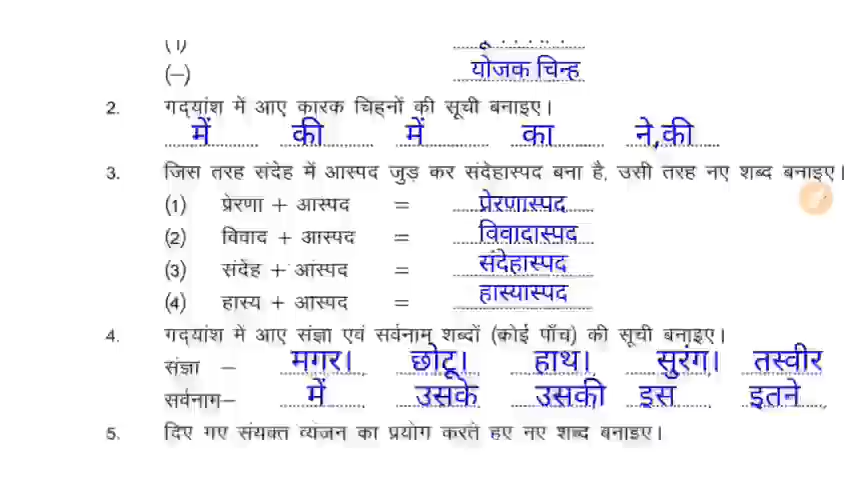 (1)
(–) योजक चिन्ह
2. गद्यांश में आए कारक चिह्नों की सूची बनाइए।
में की में का ने,की
3. जिस तरह संदेह में आस्पद जुड़ कर संदेहास्पद बना है, उसी तरह नए शब्द बनाइए।
(1) प्रेरणा + आस्पद = प्रेरणास्पद
(2) विवाद + आस्पद = विवादास्पद
(3) संदेह + आस्पद = संदेहास्पद
(4) हास्य + आस्पद = हास्यास्पद
4. गद्यांश में आए संज्ञा एवं सर्वनाम शब्दों (कोई पाँच) की सूची बनाइए।
संज्ञा – मगर। छोटू। हाथ। सुरंग। तस्वीर
सर्वनाम– में उसके उसकी इस इतने
5. दिए गए संयक्त व्यंजन का प्रयोग करते हए नए शब्द बनाइए।